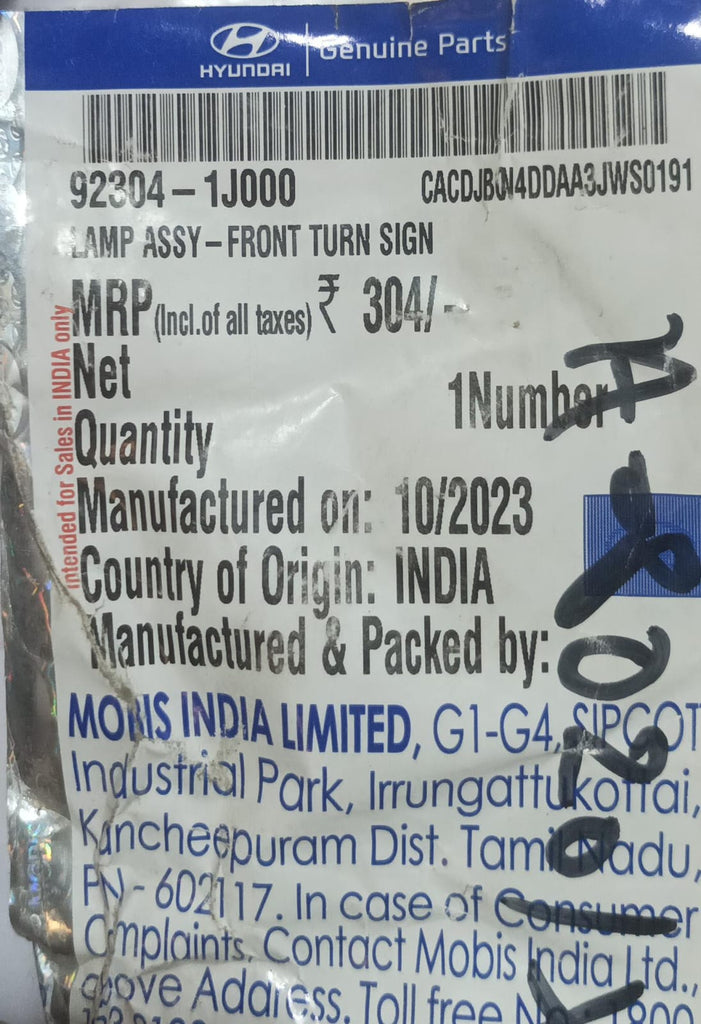 HYUNDAI Genuine Parts
92304-1J000 CACDJB0N4DDAA3JWS0191
LAMP ASSY-FRONT TURN SIGN
MRP (Incl.of all taxes) ₹ 304/-
Net
Quantity 1Number
Manufactured on: 10/2023
Country of Origin: INDIA
Manufactured & Packed by:
MOBIS INDIA LIMITED, G1-G4, SIPCOT
Industrial Park, Irrungattukottai,
Kancheepuram Dist. Tamil Nadu,
PIN - 602117. In case of Consumer
Complaints, Contact Mobis India Ltd.,
above Address. Toll free No.: 1800
Intended for Sales in INDIA only
MOBIS